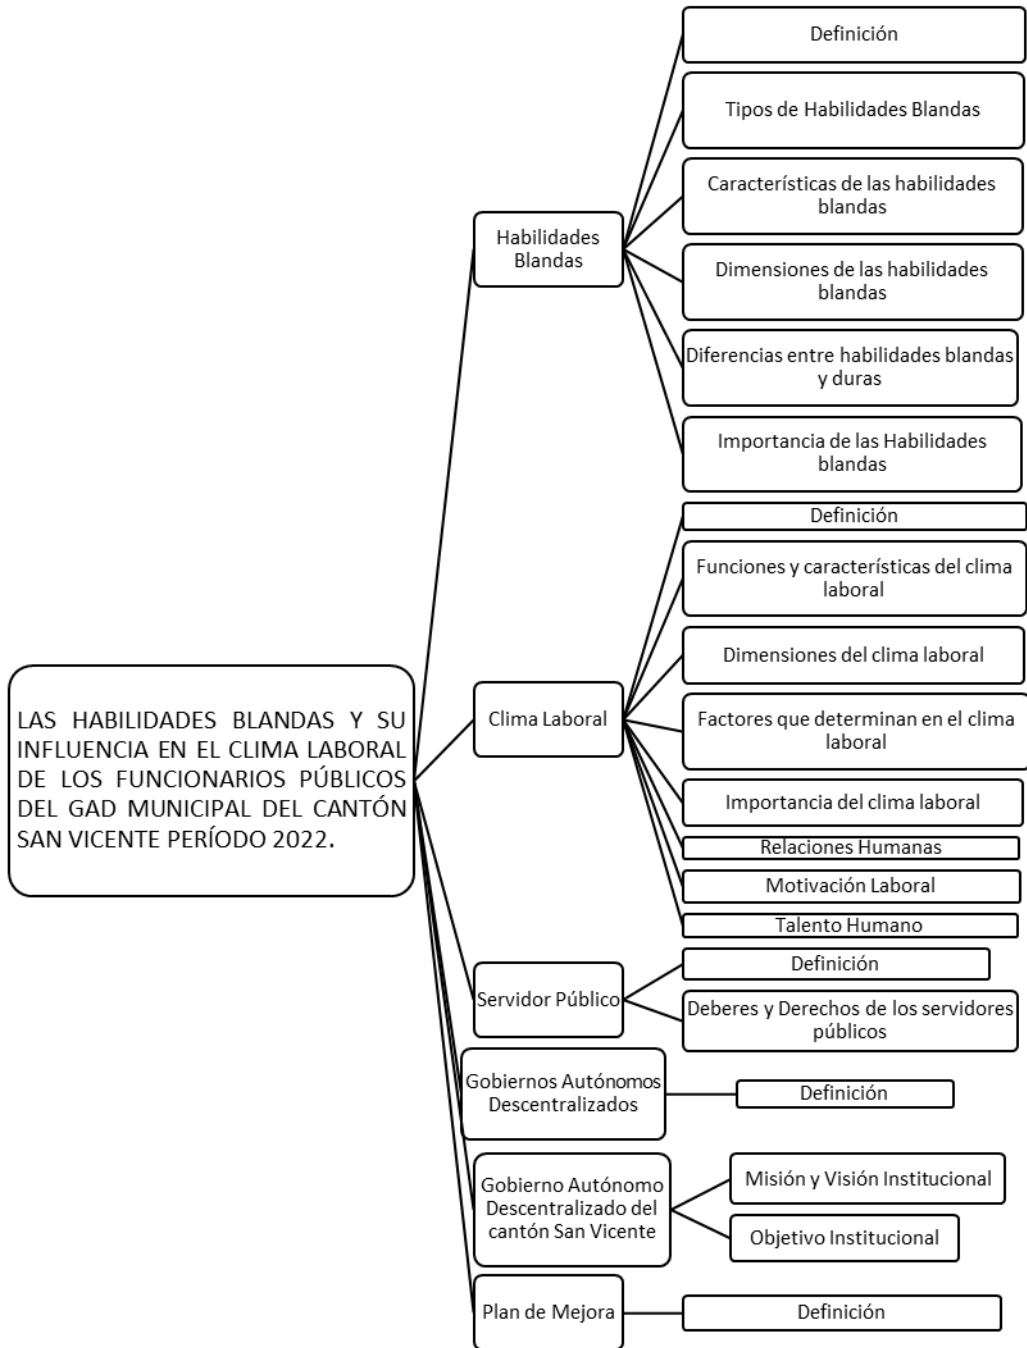 LAS HABILIDADES BLANDAS Y SU
INFLUENCIA EN EL CLIMA LABORAL
DE LOS FUNCIONARIOS PÚBLICOS
DEL GAD MUNICIPAL DEL CANTÓN
SAN VICENTE PERÍODO 2022.
Habilidades
Blandas
Definición
Tipos de Habilidades Blandas
Características de las habilidades
blandas
Dimensiones de las habilidades
blandas
Diferencias entre habilidades blandas
y duras
Importancia de las Habilidades
blandas
Clima Laboral
Definición
Funciones y características del clima
laboral
Dimensiones del clima laboral
Factores que determinan en el clima
laboral
Importancia del clima laboral
Relaciones Humanas
Motivación Laboral
Talento Humano
Servidor Público
Definición
Deberes y Derechos de los servidores
públicos
Gobiernos Autónomos
Descentralizados
Definición
Gobierno Autónomo
Descentralizado del
cantón San Vicente
Misión y Visión Institucional
Objetivo Institucional
Plan de Mejora
Definición